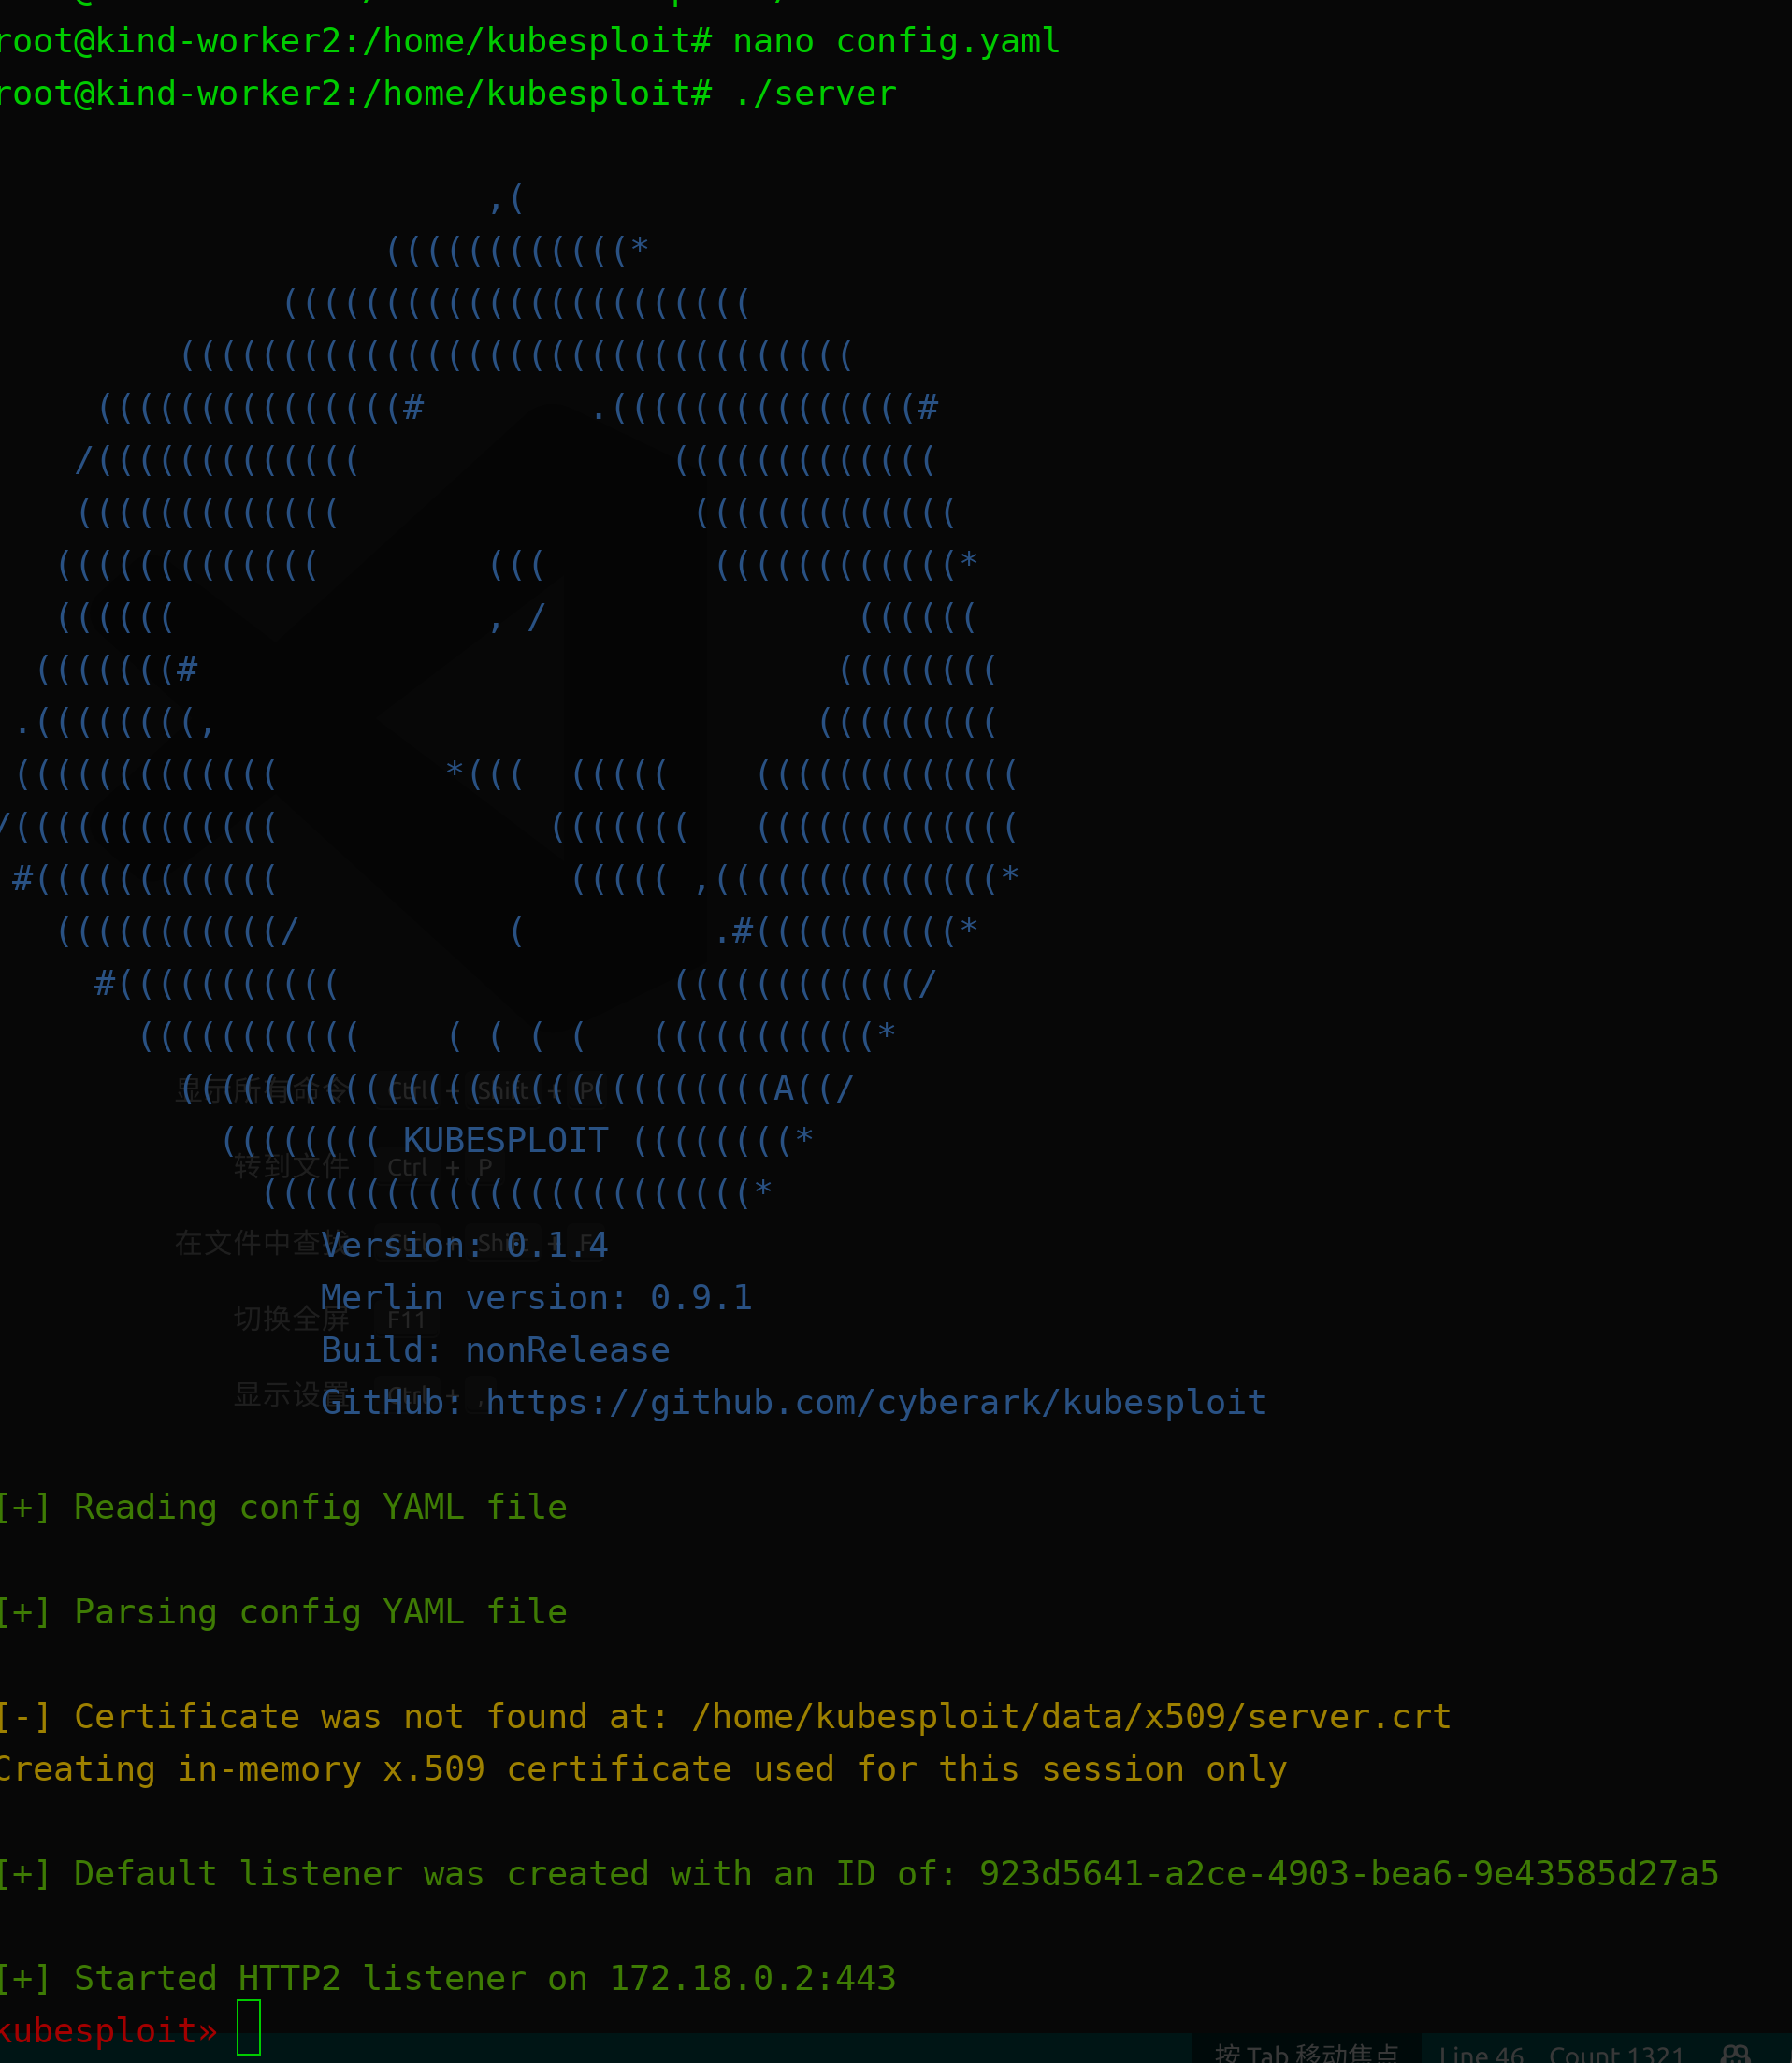 root@kind-worker2:/home/kubesploit# nano config.yaml
root@kind-worker2:/home/kubesploit# ./server
,(
((((((((((((*
(((((((((((((((((((((((
(((((((((((((((((((((((((((((((((
(((((((((((((((# .(((((((((((((((#
/((((((((((((( (((((((((((((
((((((((((((( (((((((((((((
((((((((((((( ((( ((((((((((((*
(((((( , / ((((((
(((((((# ((((((((
.((((((((, (((((((((
((((((((((((( *((( ((((( (((((((((((((
/((((((((((((( ((((((( (((((((((((((
#(((((((((((( ((((( ,((((((((((((((*
(((((((((((/ ( .#((((((((((*
#((((((((((( ((((((((((((/
((((((((((( ( ( ( ( (((((((((((*
(((((((((((((((((((((((((((((A((/
(((((((( KUBESPLOIT ((((((((*
((((((((((((((((((((((((*
Version: 0.1.4
Merlin version: 0.9.1
Build: nonRelease
GitHub: https://github.com/cyberark/kubesploit
显示所有命令 Ctrl + Shift + P
转到文件 Ctrl + P
在文件中查找 Ctrl + Shift + F
切换全屏 F11
显示设置 Ctrl + ,
[+] Reading config YAML file
[+] Parsing config YAML file
[-] Certificate was not found at: /home/kubesploit/data/x509/server.crt
Creating in-memory x.509 certificate used for this session only
[+] Default listener was created with an ID of: 923d5641-a2ce-4903-bea6-9e43585d27a5
[+] Started HTTP2 listener on 172.18.0.2:443
kubesploit»
按 Tab 移动焦点 Line 46 Count 1321